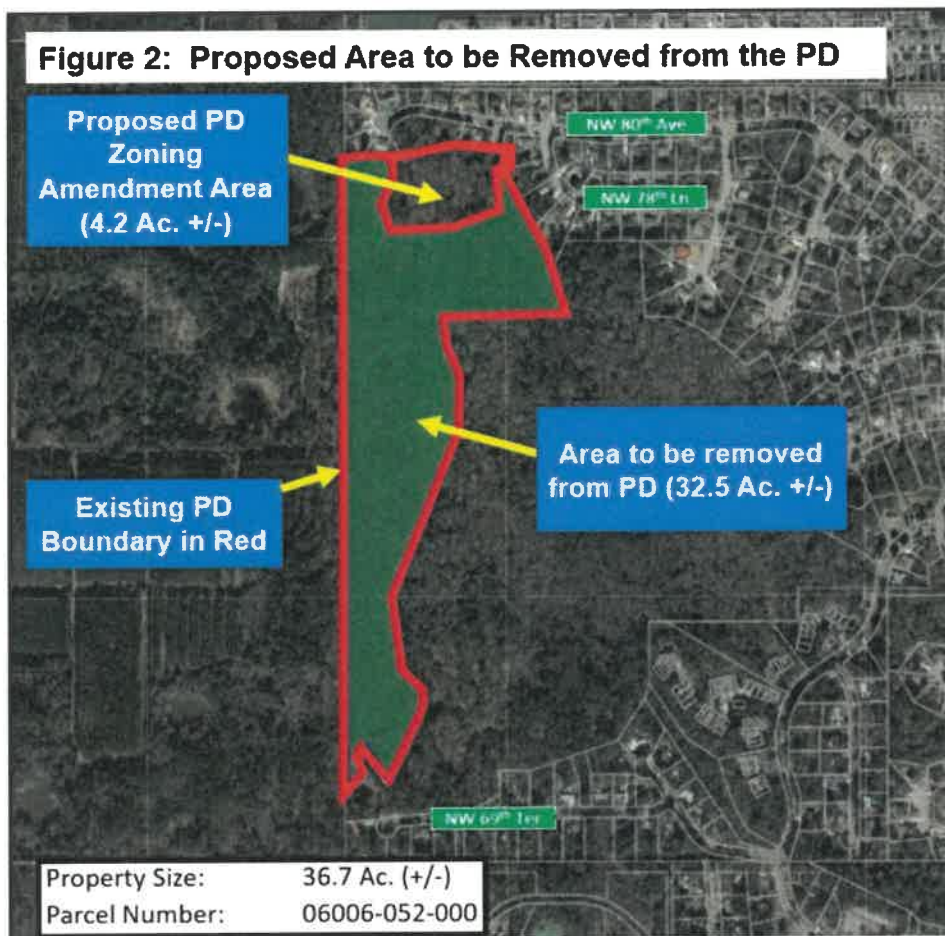 Figure 2: Proposed Area to be Removed from the PD
Proposed PD
Zoning
Amendment Area
(4.2 Ac. +/-)
NW 80th Ave
NW 78th Ln
Area to be removed
from PD (32.5 Ac. +/-)
Existing PD
Boundary in Red
NW 69th Ter
Property Size: 36.7 Ac. (+/-)
Parcel Number: 06006-052-000